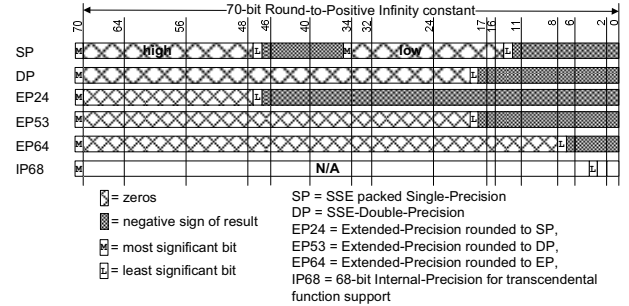 70-bit Round-to-Positive Infinity constant
70 64 56 48 46 40 34 32 24 17 16 11 8 6 2 0
SP M high L M low L
DP M L
EP24 M L
EP53 M L
EP64 M L
IP68 M N/A L
= zeros
= negative sign of result
M = most significant bit
L = least significant bit
SP = SSE packed Single-Precision
DP = SSE-Double-Precision
EP24 = Extended-Precision rounded to SP,
EP53 = Extended-Precision rounded to DP,
EP64 = Extended-Precision rounded to EP,
IP68 = 68-bit Internal-Precision for transcendental
function support